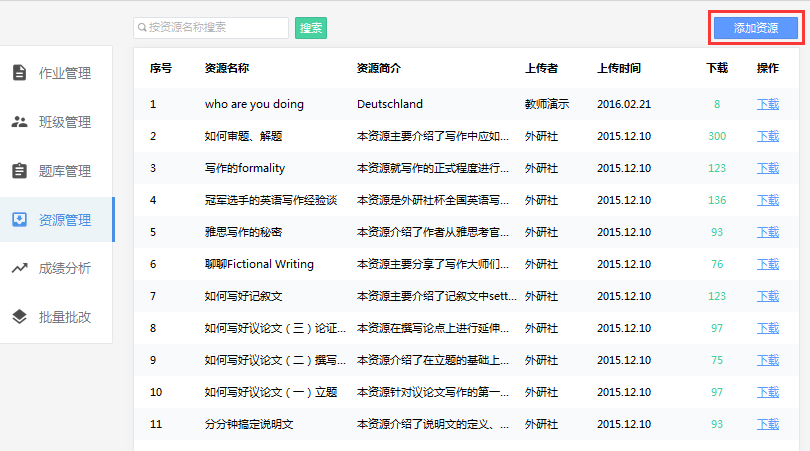 按资源名称搜索 搜索 添加资源
作业管理
班级管理
题库管理
资源管理
成绩分析
批量批改
序号 资源名称 资源简介 上传者 上传时间 下载 操作
1 who are you doing Deutschland 教师演示 2016.02.21 8 下载
2 如何审题、解题 本资源主要介绍了写作中应如... 外研社 2015.12.10 300 下载
3 写作的formality 本资源就写作的正式程度进行... 外研社 2015.12.10 123 下载
4 冠军选手的英语写作经验谈 本资源是外研社杯全国英语写... 外研社 2015.12.10 136 下载
5 雅思写作的秘密 本资源介绍了作者从雅思考官... 外研社 2015.12.10 93 下载
6 聊聊Fictional Writing 本资源主要分享了写作大师们... 外研社 2015.12.10 76 下载
7 如何写好记叙文 本资源主要介绍了记叙文中sett... 外研社 2015.12.10 123 下载
8 如何写好议论文（三）论证... 本资源在撰写论点上进行延伸... 外研社 2015.12.10 97 下载
9 如何写好议论文（二）撰写... 本资源介绍了在立题的基础上... 外研社 2015.12.10 75 下载
10 如何写好议论文（一）立题 本资源针对议论文写作的第一... 外研社 2015.12.10 97 下载
11 分分钟搞定说明文 本资源介绍了说明文的定义、... 外研社 2015.12.10 93 下载